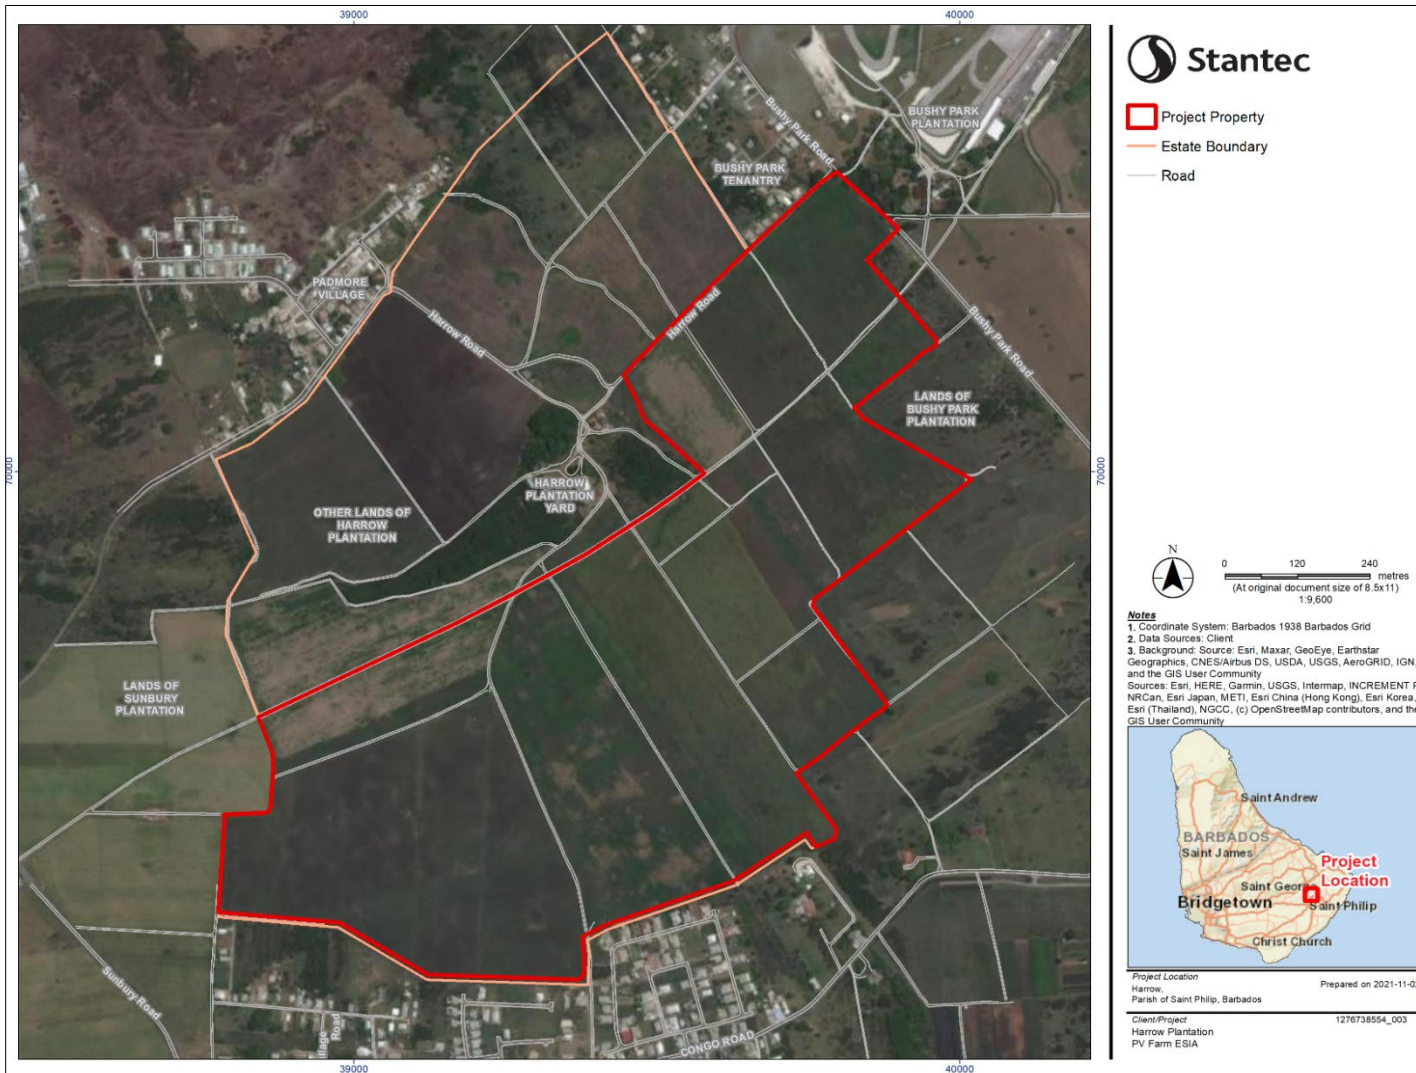 39000
40000
Stantec
Project Property
Estate Boundary
Road
Bushy Park Road
BUSHY PARK
PLANTATION
BUSHY PARK
TENANTRY
PADMORE
VILLAGE
Harrow Road
Harrow Road
Bushy Park Road
LANDS OF
BUSHY PARK
PLANTATION
70000
70000
HARROW
PLANTATION
YARD
OTHER LANDS OF
HARROW
PLANTATION
LANDS OF
SUNBURY
PLANTATION
Sunbury Road
illage
Road
CONGO ROAD
39000
40000
N
0 120 240
metres
(At original document size of 8.5x11)
1:9,600
Notes
1. Coordinate System: Barbados 1938 Barbados Grid
2. Data Sources: Client
3. Background: Source: Esri, Maxar, GeoEye, Earthstar
Geographics, CNES/Airbus DS, USDA, USGS, AeroGRID, IGN,
and the GIS User Community
Sources: Esri, HERE, Garmin, USGS, Intermap, INCREMENT P,
NRCan, Esri Japan, METI, Esri China (Hong Kong), Esri Korea,
Esri (Thailand), NGCC, (c) OpenStreetMap contributors, and the
GIS User Community
Saint Andrew
BARBADOS
Saint James
Project
Location
Saint George
Bridgetown
Saint Philip
Christ Church
Project Location
Harrow,
Parish of Saint Philip, Barbados
Prepared on 2021-11-02
Client/Project
1276738554_003
Harrow Plantation
PV Farm ESIA